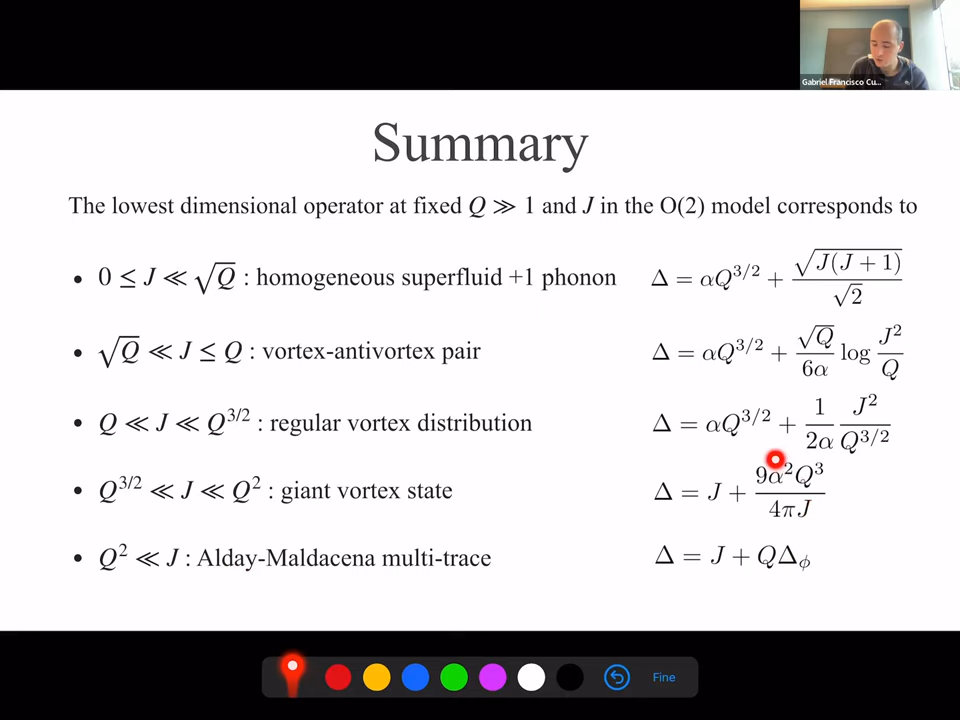 Gabriel Francisco Cu...
Summary
The lowest dimensional operator at fixed Q ≫ 1 and J in the O(2) model corresponds to
• 0 ≤ J ≪ √Q : homogeneous superfluid +1 phonon Δ = αQ^{3/2} + √(J(J + 1))/√2
• √Q ≪ J ≤ Q : vortex-antivortex pair Δ = αQ^{3/2} + √Q/6α log J²/Q
• Q ≪ J ≪ Q^{3/2} : regular vortex distribution Δ = αQ^{3/2} + 1/2α J²/Q^{3/2}
• Q^{3/2} ≪ J ≪ Q² : giant vortex state Δ = J + 9α²Q³/4πJ
• Q² ≪ J : Alday-Maldacena multi-trace Δ = J + QΔ_ϕ
Fine